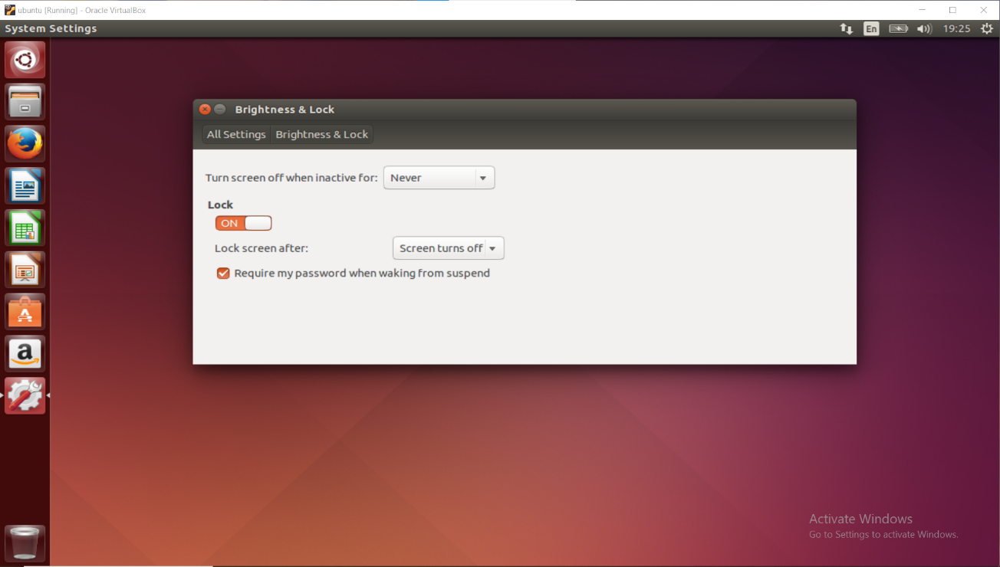 ubuntu [Running] - Oracle VirtualBox
System Settings
En
19:25
Brightness & Lock
All Settings Brightness & Lock
Turn screen off when inactive for: Never
Lock
ON
Lock screen after: Screen turns off
Require my password when waking from suspend
a
Activate Windows
Go to Settings to activate Windows.